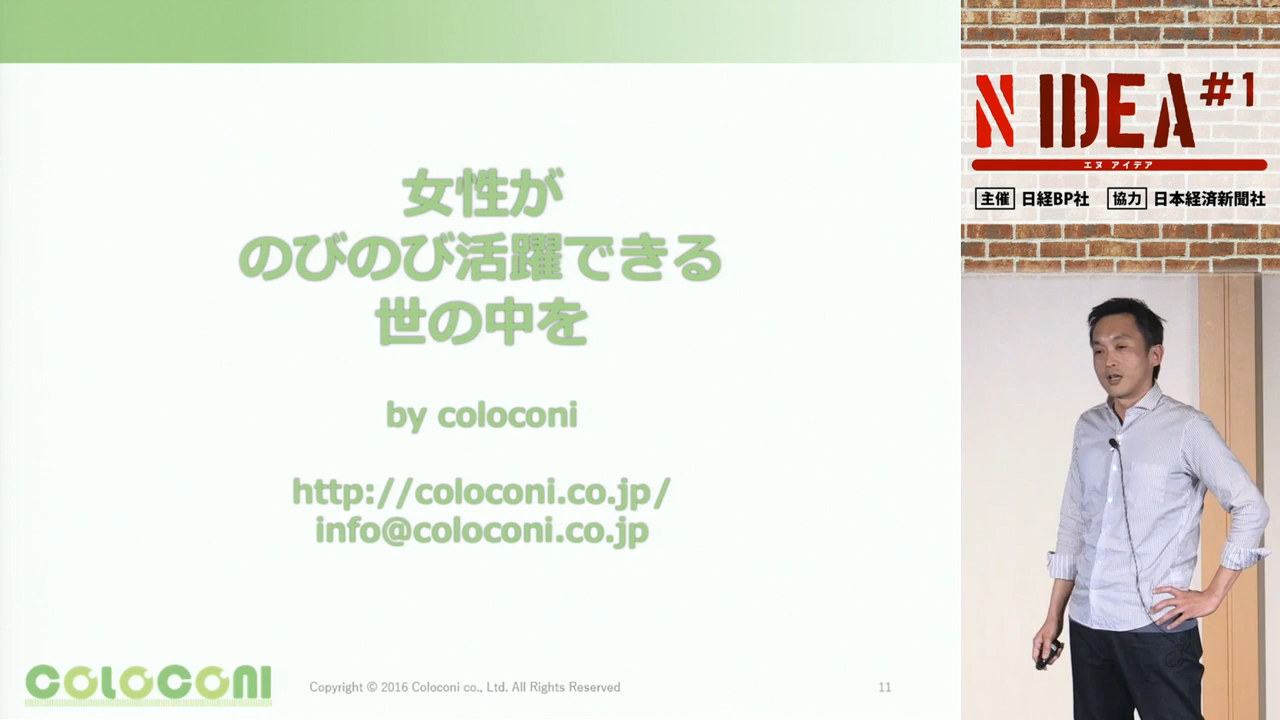 女性が
のびのび活躍できる
世の中を
by coloconi
http://coloconi.co.jp/
info@coloconi.co.jp
COLOCONI
Copyright © 2016 Coloconi co., Ltd. All Rights Reserved
11
N IDEA #1
エヌ アイデア
主催 日経BP社 協力 日本経済新聞社